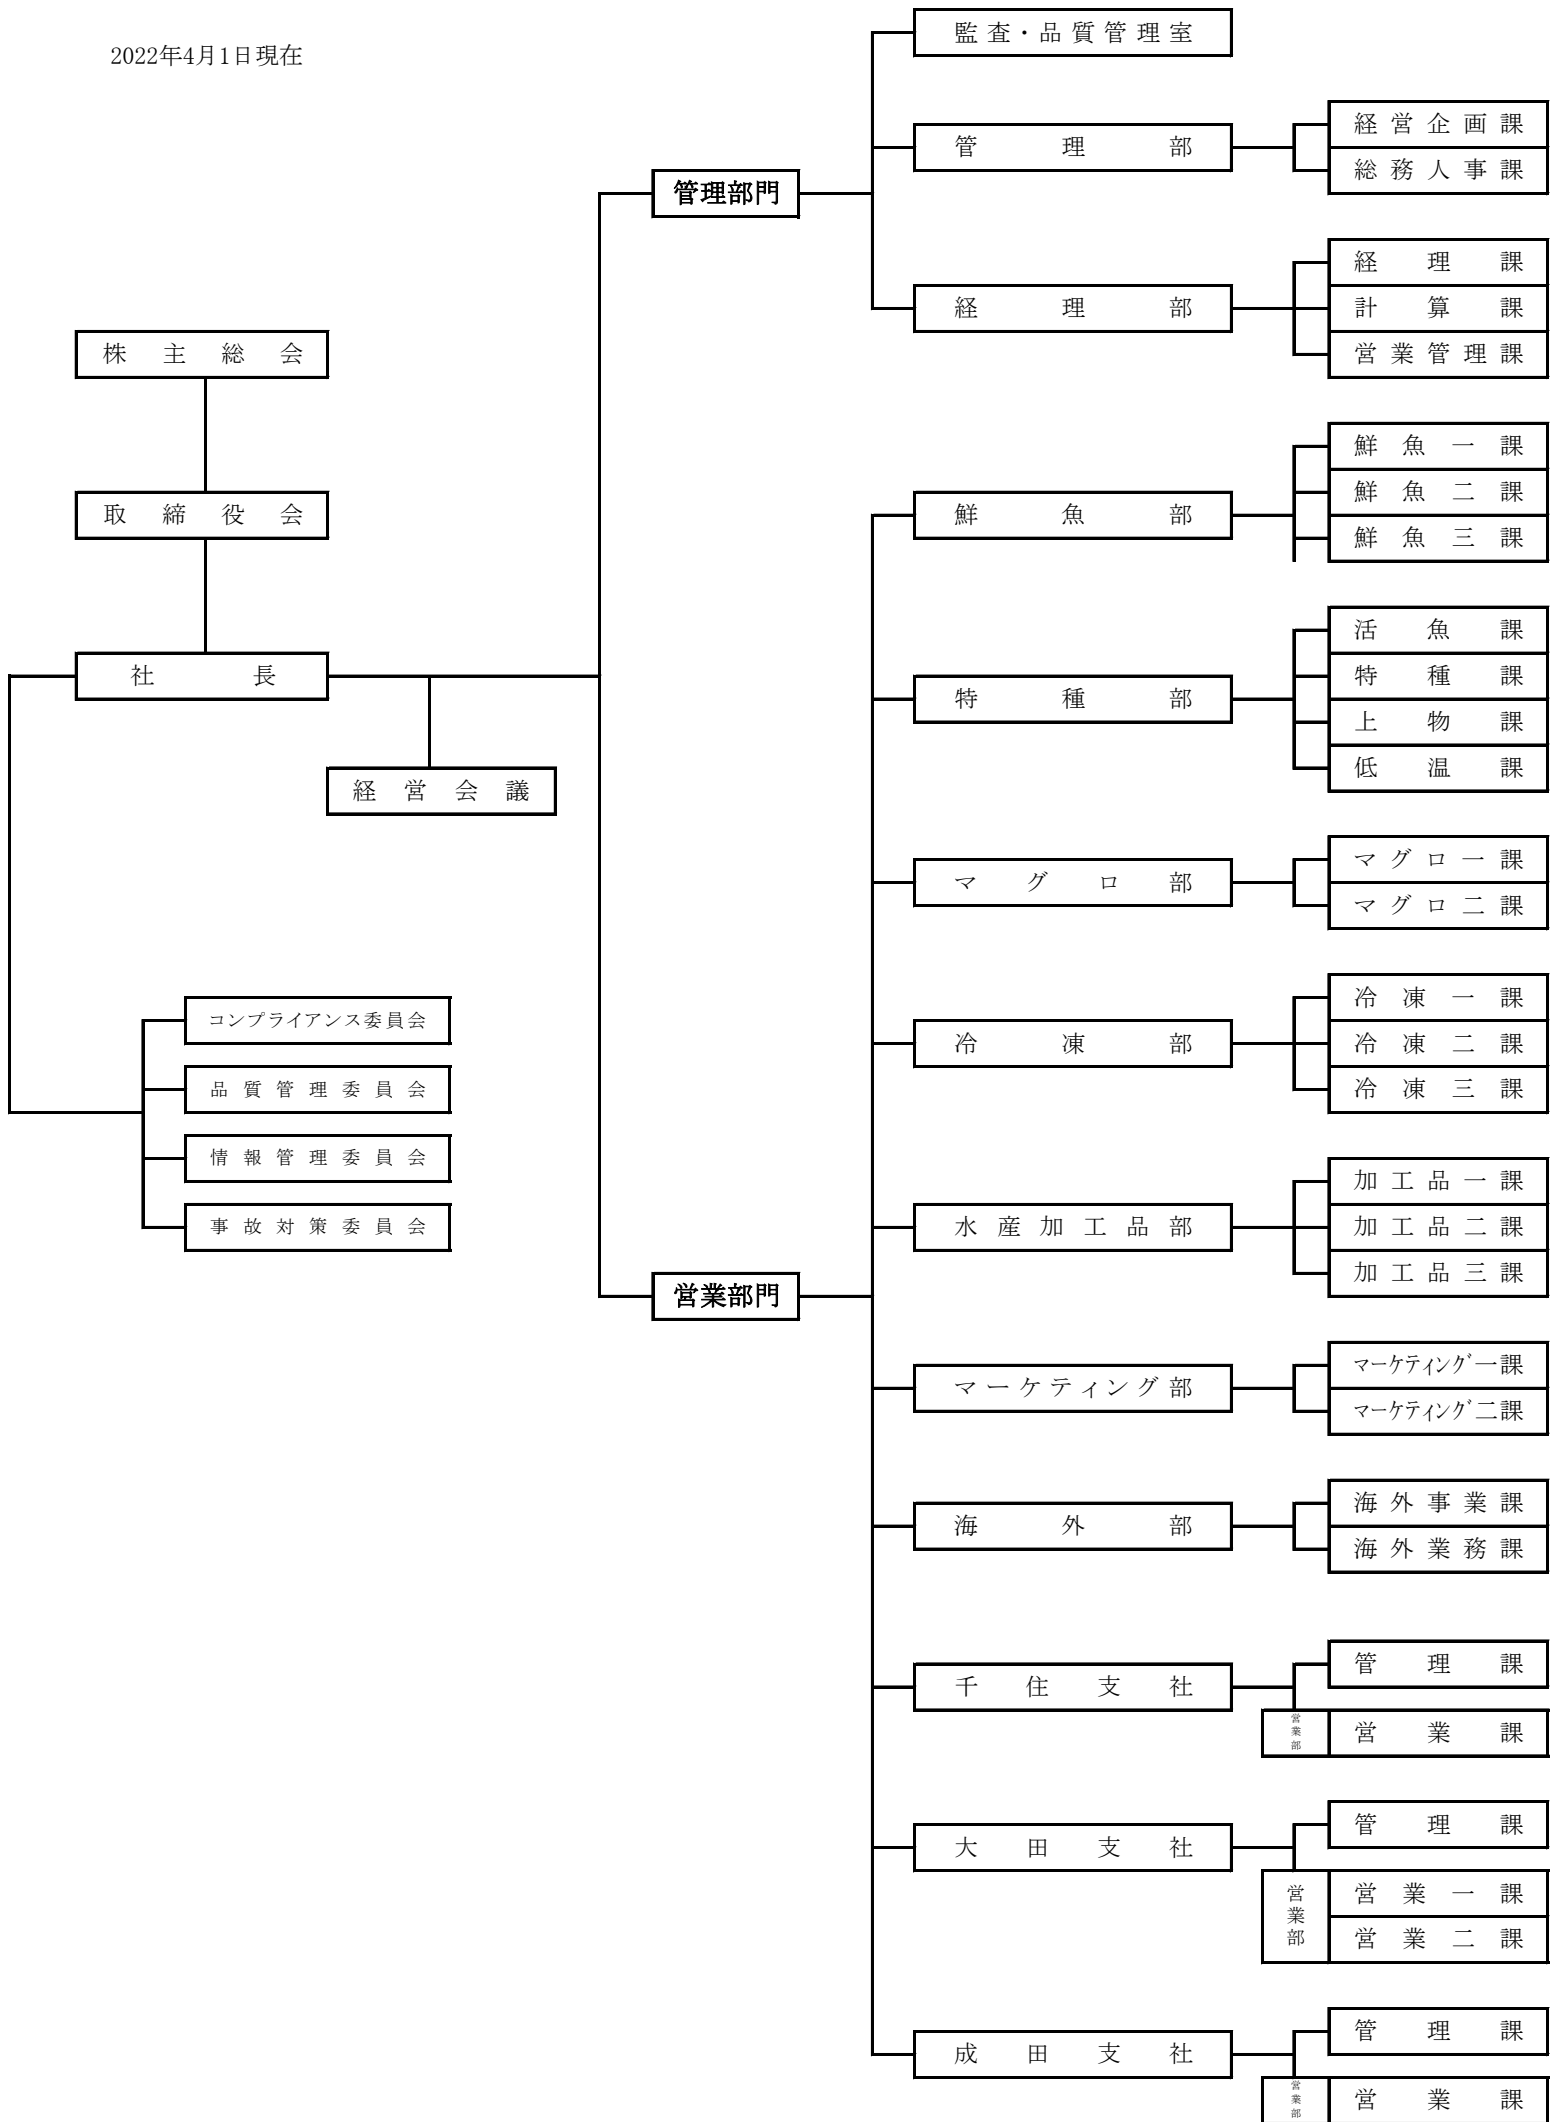 2022年4月1日現在
株主総会
取締役会
社長
経営会議
コンプライアンス委員会
品質管理委員会
情報管理委員会
事故対策委員会
管理部門
監査・品質管理室
管理部
経営企画課
総務人事課
経理部
経理課
計算課
営業管理課
営業部門
鮮魚部
鮮魚一課
鮮魚二課
鮮魚三課
特種部
活魚課
特種課
上物課
低温課
マグロ部
マグロ一課
マグロ二課
冷凍部
冷凍一課
冷凍二課
冷凍三課
水産加工品部
加工品一課
加工品二課
加工品三課
マーケティング部
マーケティング一課
マーケティング二課
海外部
海外事業課
海外業務課
千住支社
管理課
営業部
営業課
大田支社
管理課
営業部
営業一課
営業二課
成田支社
管理課
営業部
営業課